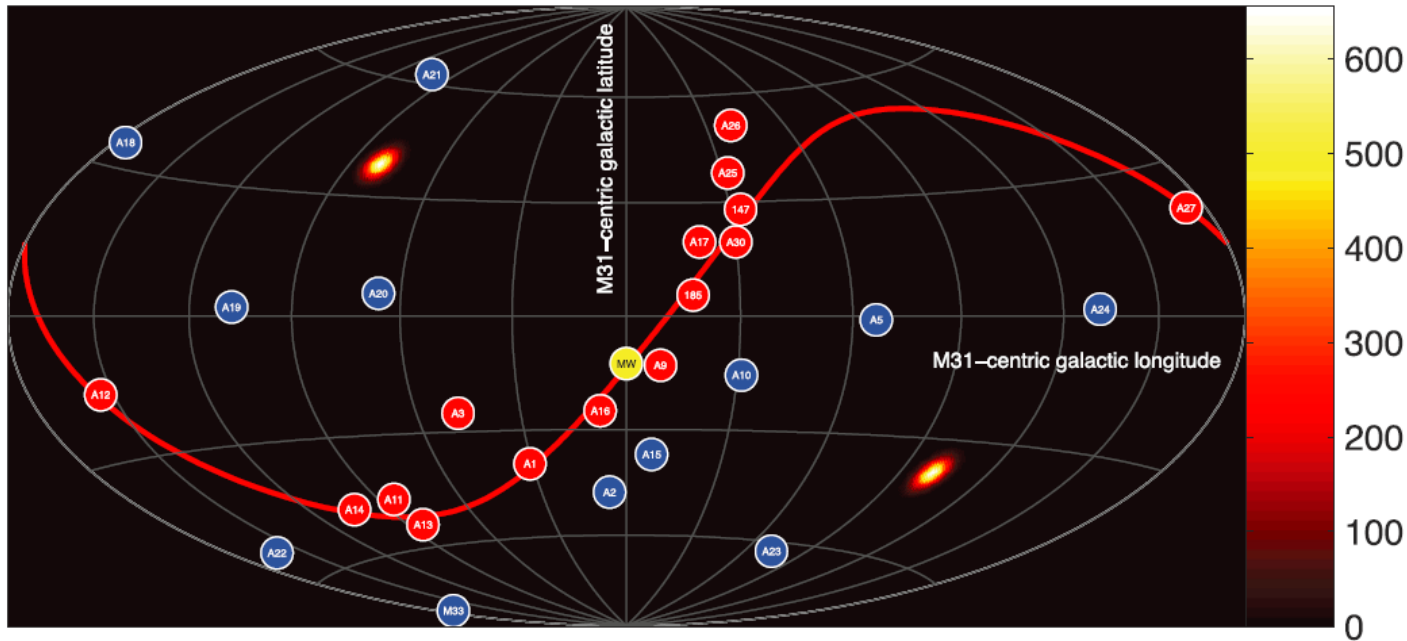 600
500
400
300
200
100
0
M31–centric galactic latitude
M31–centric galactic longitude
A21
A18
A26
A25
147
A27
A17
A30
185
A20
A19
A24
A5
MW
A9
A10
A12
A3
A16
A15
A1
A2
A11
A14
A13
A22
A23
M33